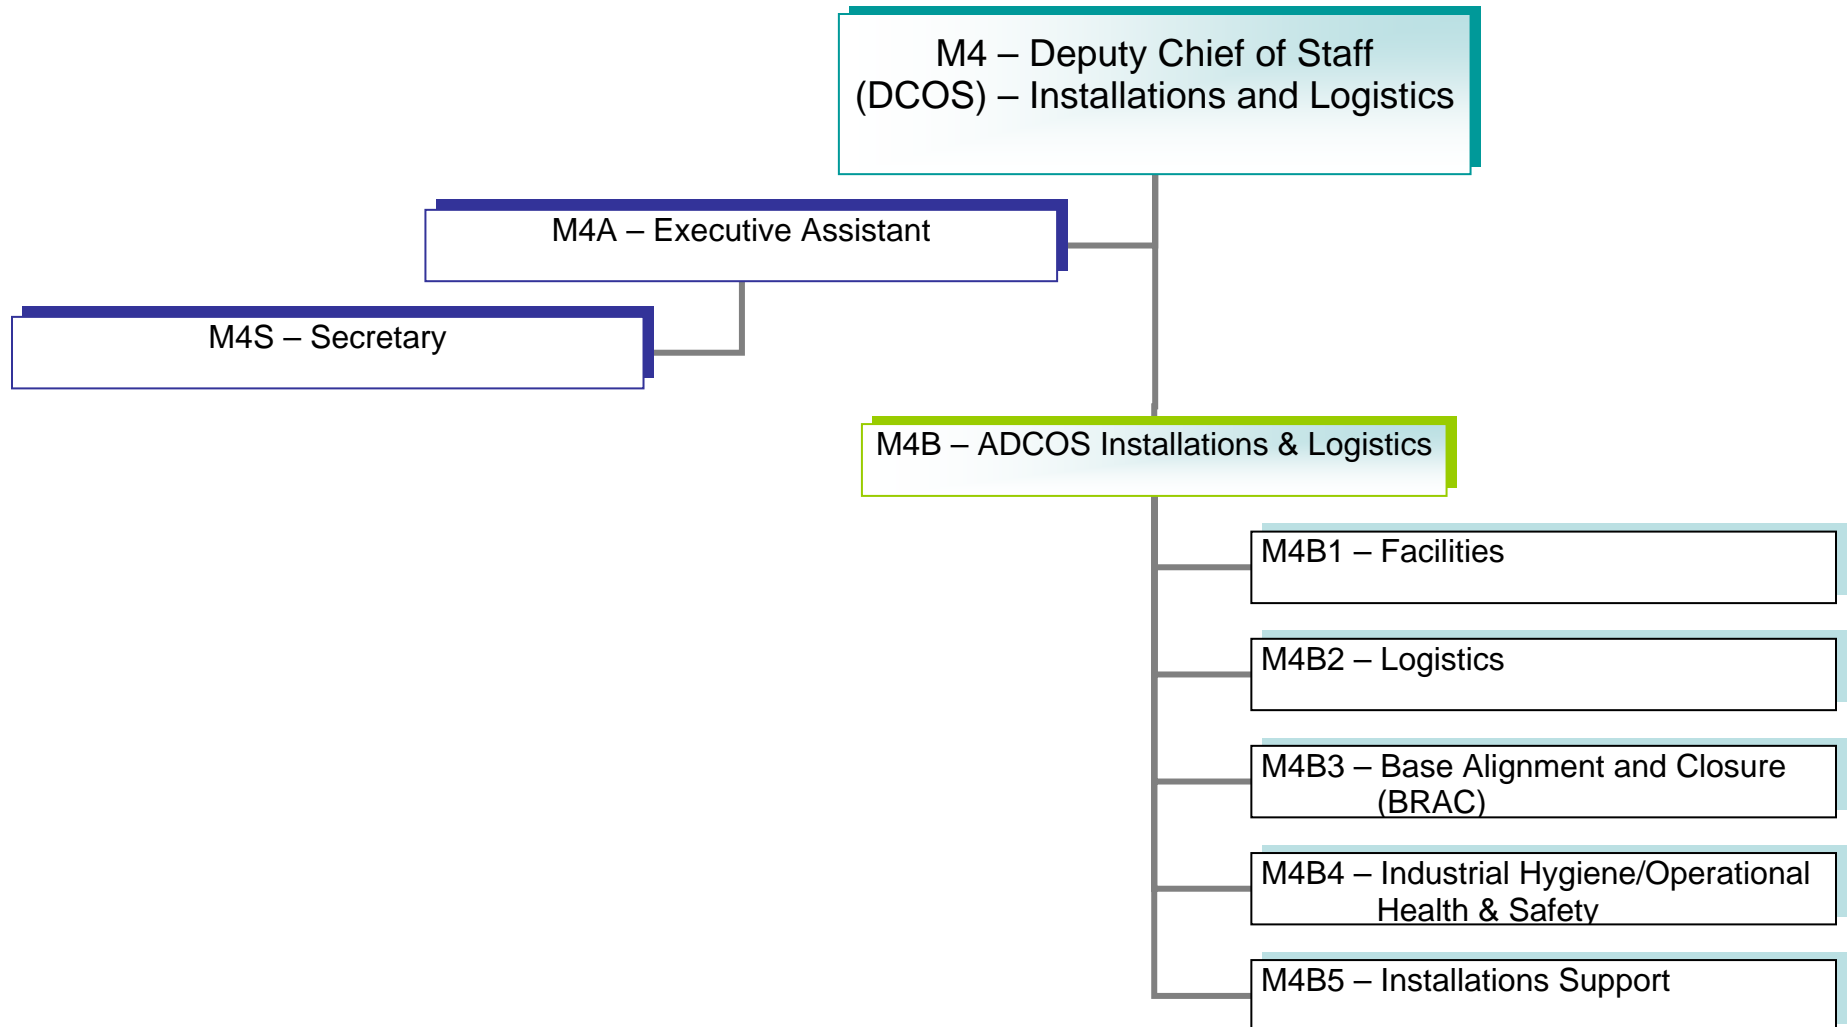 M4 – Deputy Chief of Staff
(DCOS) – Installations and Logistics
M4A – Executive Assistant
M4S – Secretary
M4B – ADCOS Installations & Logistics
M4B1 – Facilities
M4B2 – Logistics
M4B3 – Base Alignment and Closure
(BRAC)
M4B4 – Industrial Hygiene/Operational
Health & Safety
M4B5 – Installations Support